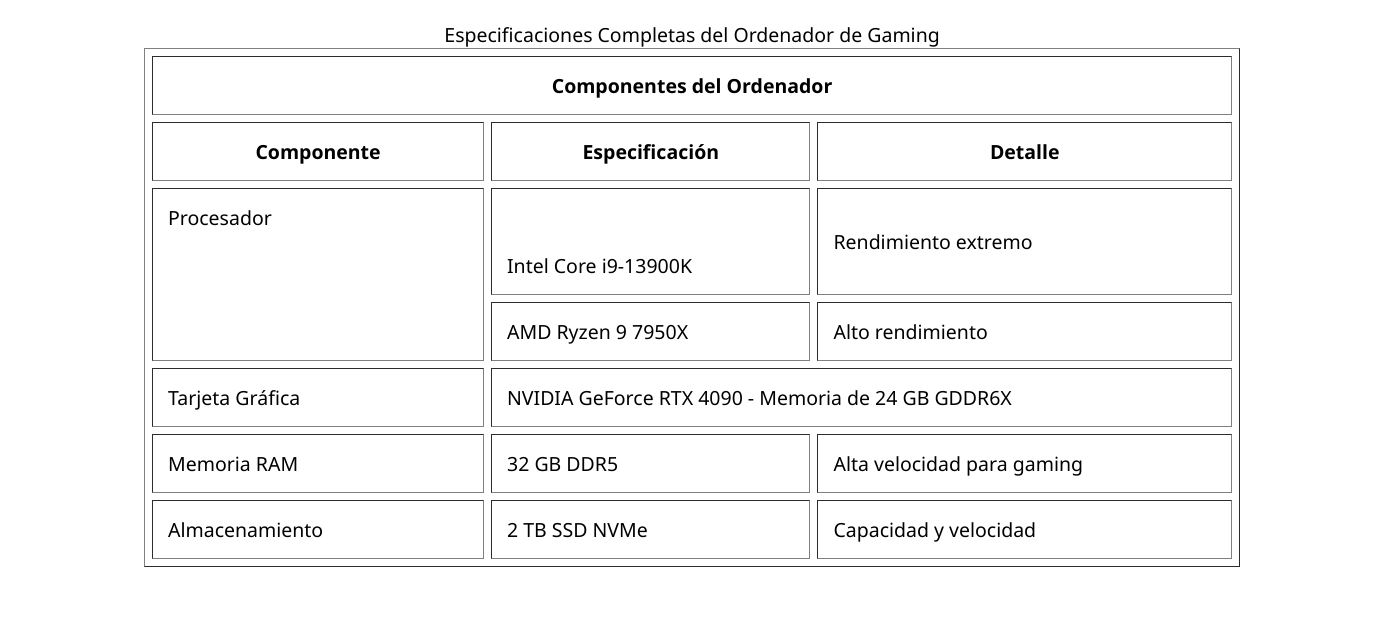 Especificaciones Completas del Ordenador de Gaming
Componentes del Ordenador
Componente Especificación Detalle
Procesador
Intel Core i9-13900K
Rendimiento extremo
AMD Ryzen 9 7950X Alto rendimiento
Tarjeta Gráfica NVIDIA GeForce RTX 4090 - Memoria de 24 GB GDDR6X
Memoria RAM 32 GB DDR5 Alta velocidad para gaming
Almacenamiento 2 TB SSD NVMe Capacidad y velocidad